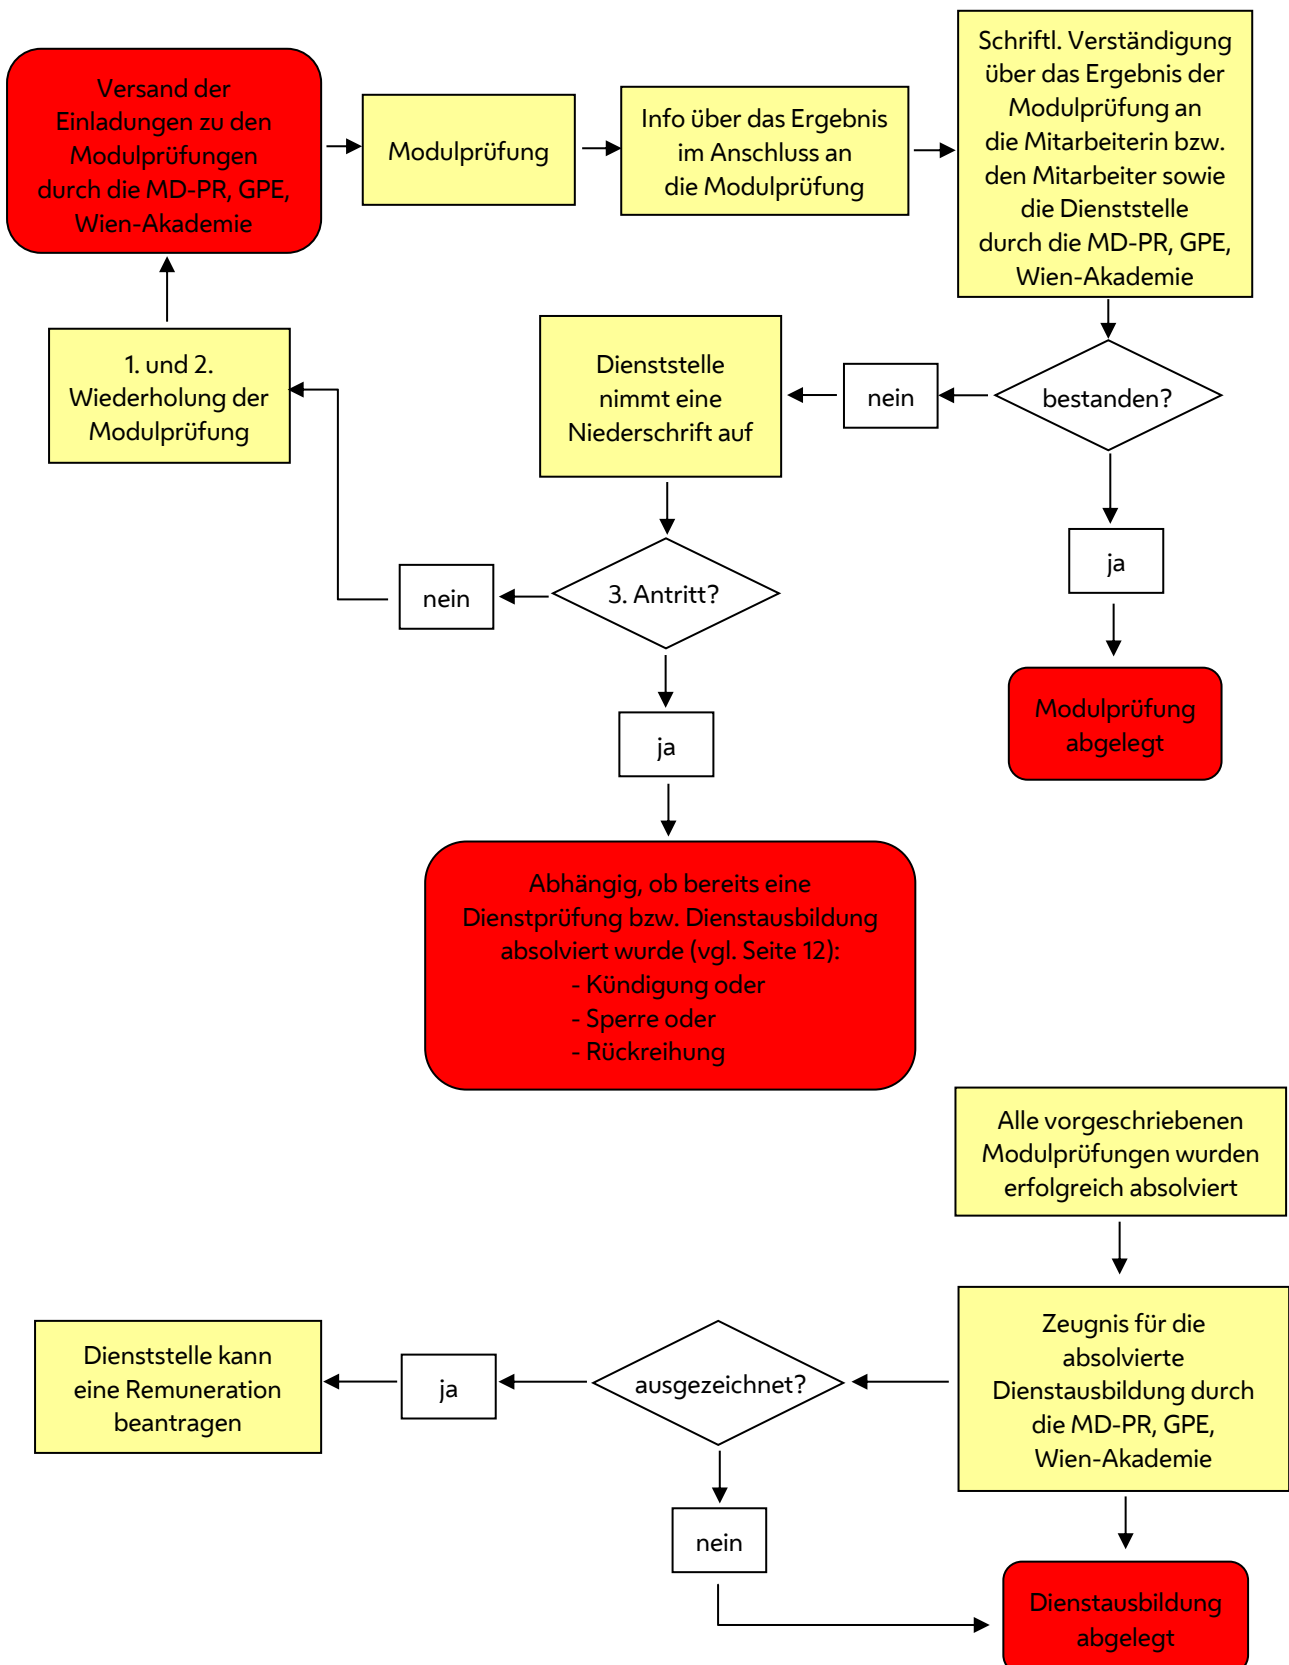 Versand der
Einladungen zu den
Modulprüfungen
durch die MD-PR, GPE,
Wien-Akademie
Modulprüfung
Info über das Ergebnis
im Anschluss an
die Modulprüfung
Schriftl. Verständigung
über das Ergebnis der
Modulprüfung an
die Mitarbeiterin bzw.
den Mitarbeiter sowie
die Dienststelle
durch die MD-PR, GPE,
Wien-Akademie
1. und 2.
Wiederholung der
Modulprüfung
Dienststelle
nimmt eine
Niederschrift auf
nein
bestanden?
ja
nein
3. Antritt?
Modulprüfung
abgelegt
ja
Abhängig, ob bereits eine
Dienstprüfung bzw. Dienstausbildung
absolviert wurde (vgl. Seite 12):
- Kündigung oder
- Sperre oder
- Rückreihung
Alle vorgeschriebenen
Modulprüfungen wurden
erfolgreich absolviert
Zeugnis für die
absolvierte
Dienstausbildung durch
die MD-PR, GPE,
Wien-Akademie
ausgezeichnet?
ja
Dienststelle kann
eine Remuneration
beantragen
nein
Dienstausbildung
abgelegt